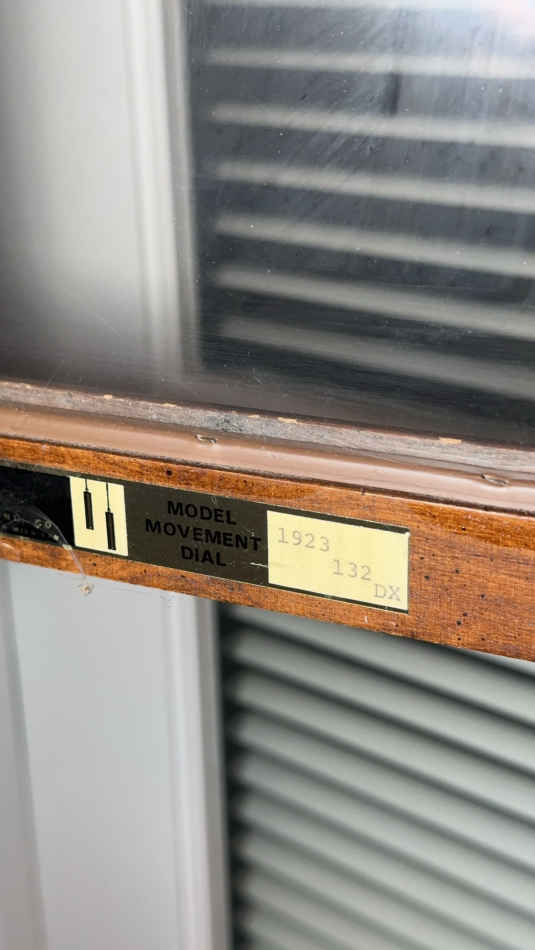 MODEL 1923
MOVEMENT 132
DIAL DX